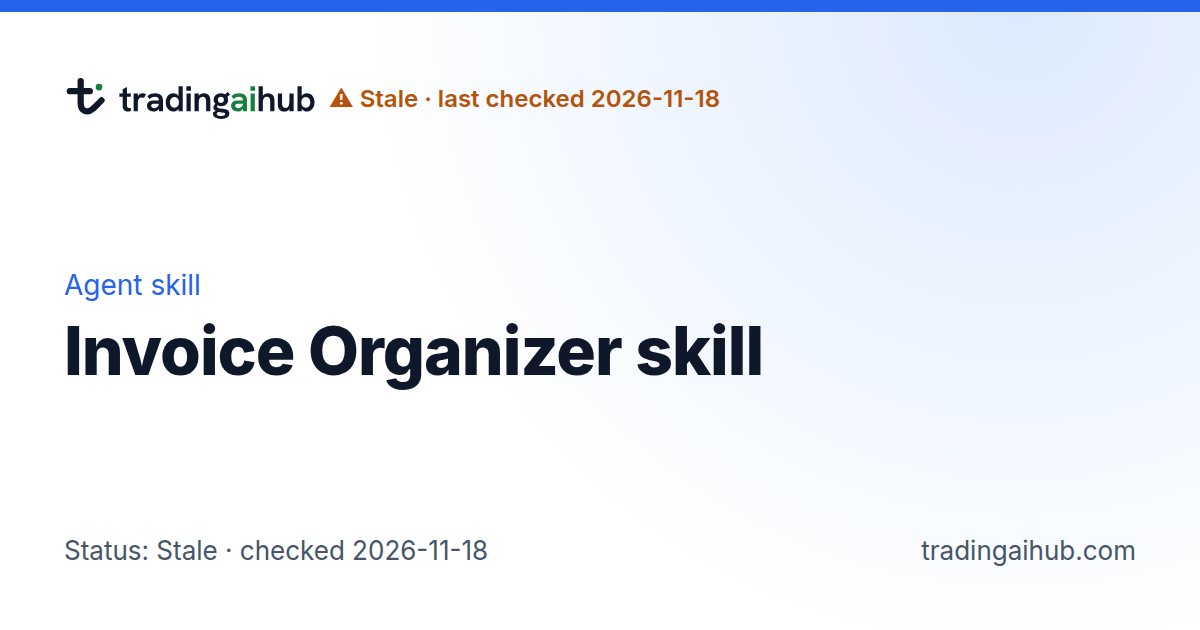 tradingaihub ⚠ Stale · last checked 2026-11-18
Agent skill
Invoice Organizer skill
Status: Stale · checked 2026-11-18
tradingaihub.com